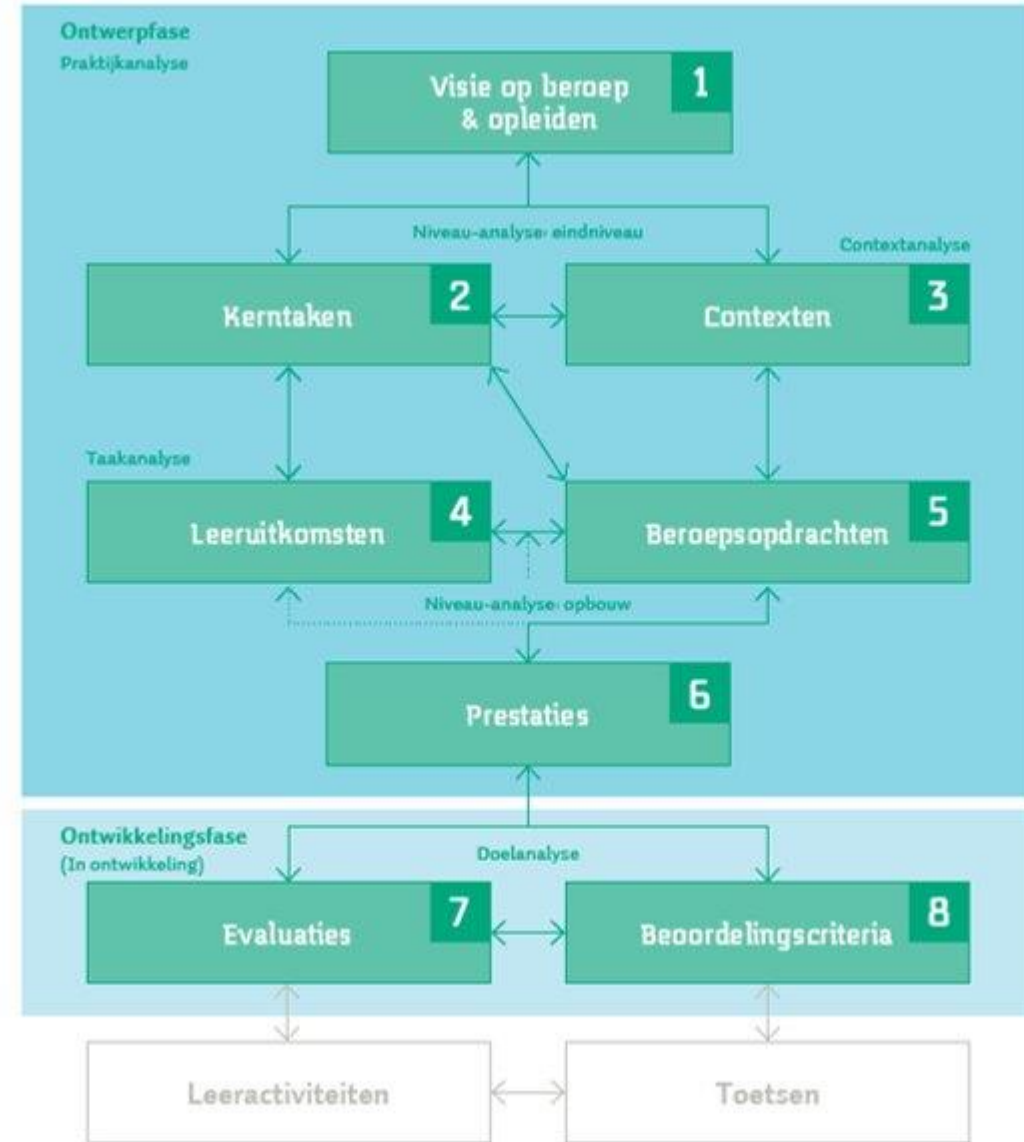 Ontwerpfase
Praktijkanalyse
Visie op beroep
& opleiden
1
Niveau-analyse: eindniveau
Contextanalyse
Kerntaken
2
Contexten
3
Taakanalyse
Leeruitkomsten
4
Beroepsopdrachten
5
Niveau-analyse: opbouw
Prestaties
6
Ontwikkelingsfase
(In ontwikkeling)
Doelanalyse
Evaluaties
7
Beoordelingscriteria
8
Leeractiviteiten
Toetsen